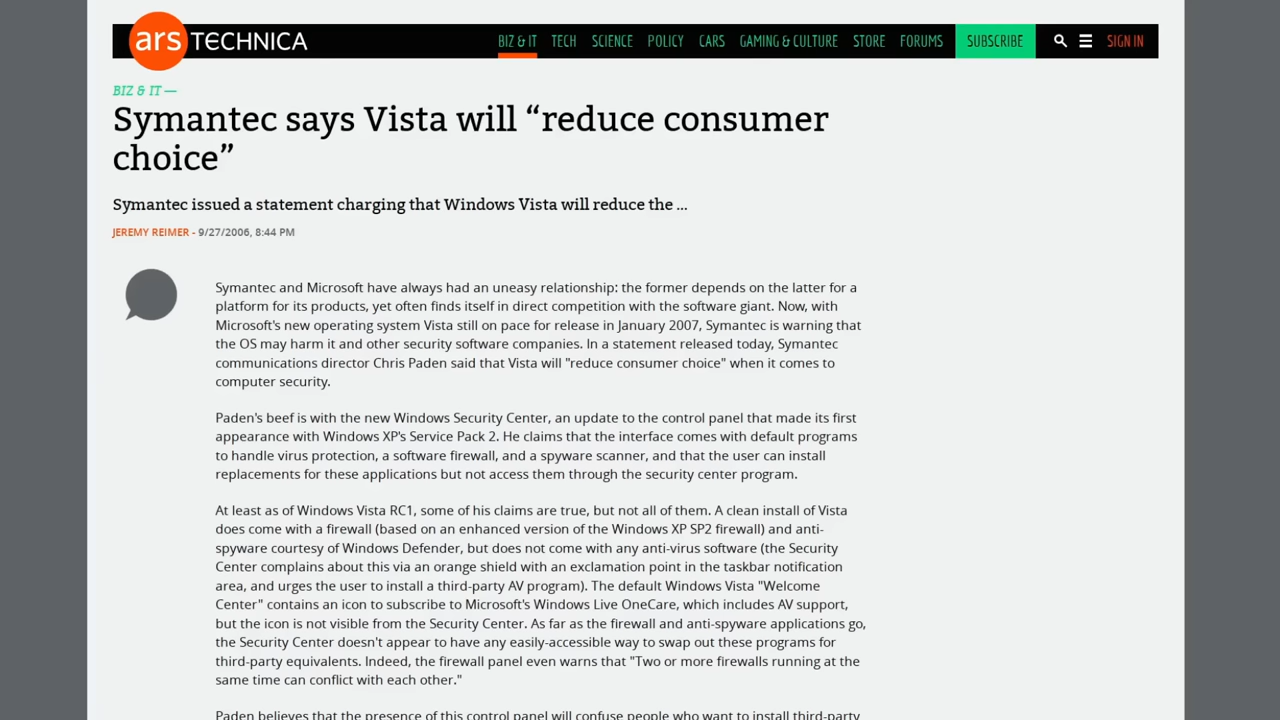 ars TECHNICA
BIZ & IT TECH SCIENCE POLICY CARS GAMING & CULTURE STORE FORUMS SUBSCRIBE SIGN IN
BIZ & IT —
Symantec says Vista will “reduce consumer
choice”
Symantec issued a statement charging that Windows Vista will reduce the ...
JEREMY REIMER - 9/27/2006, 8:44 PM
Symantec and Microsoft have always had an uneasy relationship: the former depends on the latter for a
platform for its products, yet often finds itself in direct competition with the software giant. Now, with
Microsoft's new operating system Vista still on pace for release in January 2007, Symantec is warning that
the OS may harm it and other security software companies. In a statement released today, Symantec
communications director Chris Paden said that Vista will "reduce consumer choice" when it comes to
computer security.
Paden's beef is with the new Windows Security Center, an update to the control panel that made its first
appearance with Windows XP's Service Pack 2. He claims that the interface comes with default programs
to handle virus protection, a software firewall, and a spyware scanner, and that the user can install
replacements for these applications but not access them through the security center program.
At least as of Windows Vista RC1, some of his claims are true, but not all of them. A clean install of Vista
does come with a firewall (based on an enhanced version of the Windows XP SP2 firewall) and anti-
spyware courtesy of Windows Defender, but does not come with any anti-virus software (the Security
Center complains about this via an orange shield with an exclamation point in the taskbar notification
area, and urges the user to install a third-party AV program). The default Windows Vista "Welcome
Center" contains an icon to subscribe to Microsoft's Windows Live OneCare, which includes AV support,
but the icon is not visible from the Security Center. As far as the firewall and anti-spyware applications go,
the Security Center doesn't appear to have any easily-accessible way to swap out these programs for
third-party equivalents. Indeed, the firewall panel even warns that "Two or more firewalls running at the
same time can conflict with each other."
Paden believes that the presence of this control panel will confuse people who want to install third-party